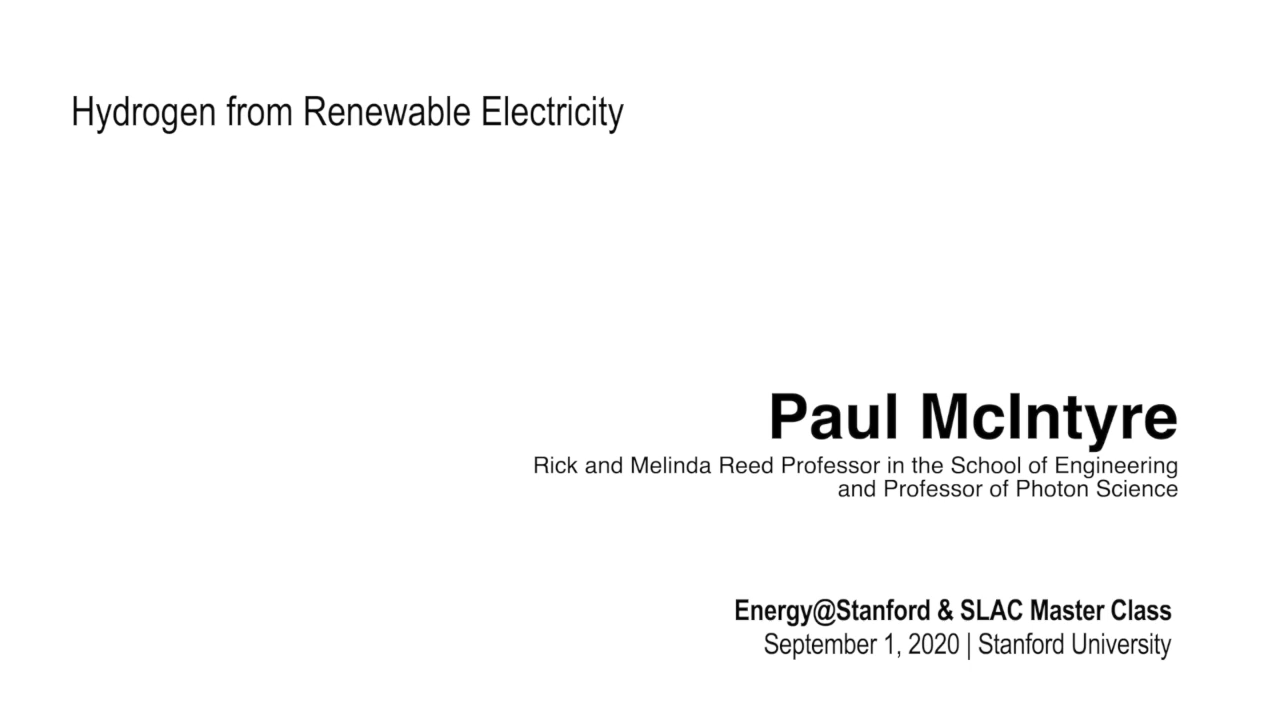 Hydrogen from Renewable Electricity
Paul McIntyre
Rick and Melinda Reed Professor in the School of Engineering
and Professor of Photon Science
Energy@Stanford & SLAC Master Class
September 1, 2020 | Stanford University